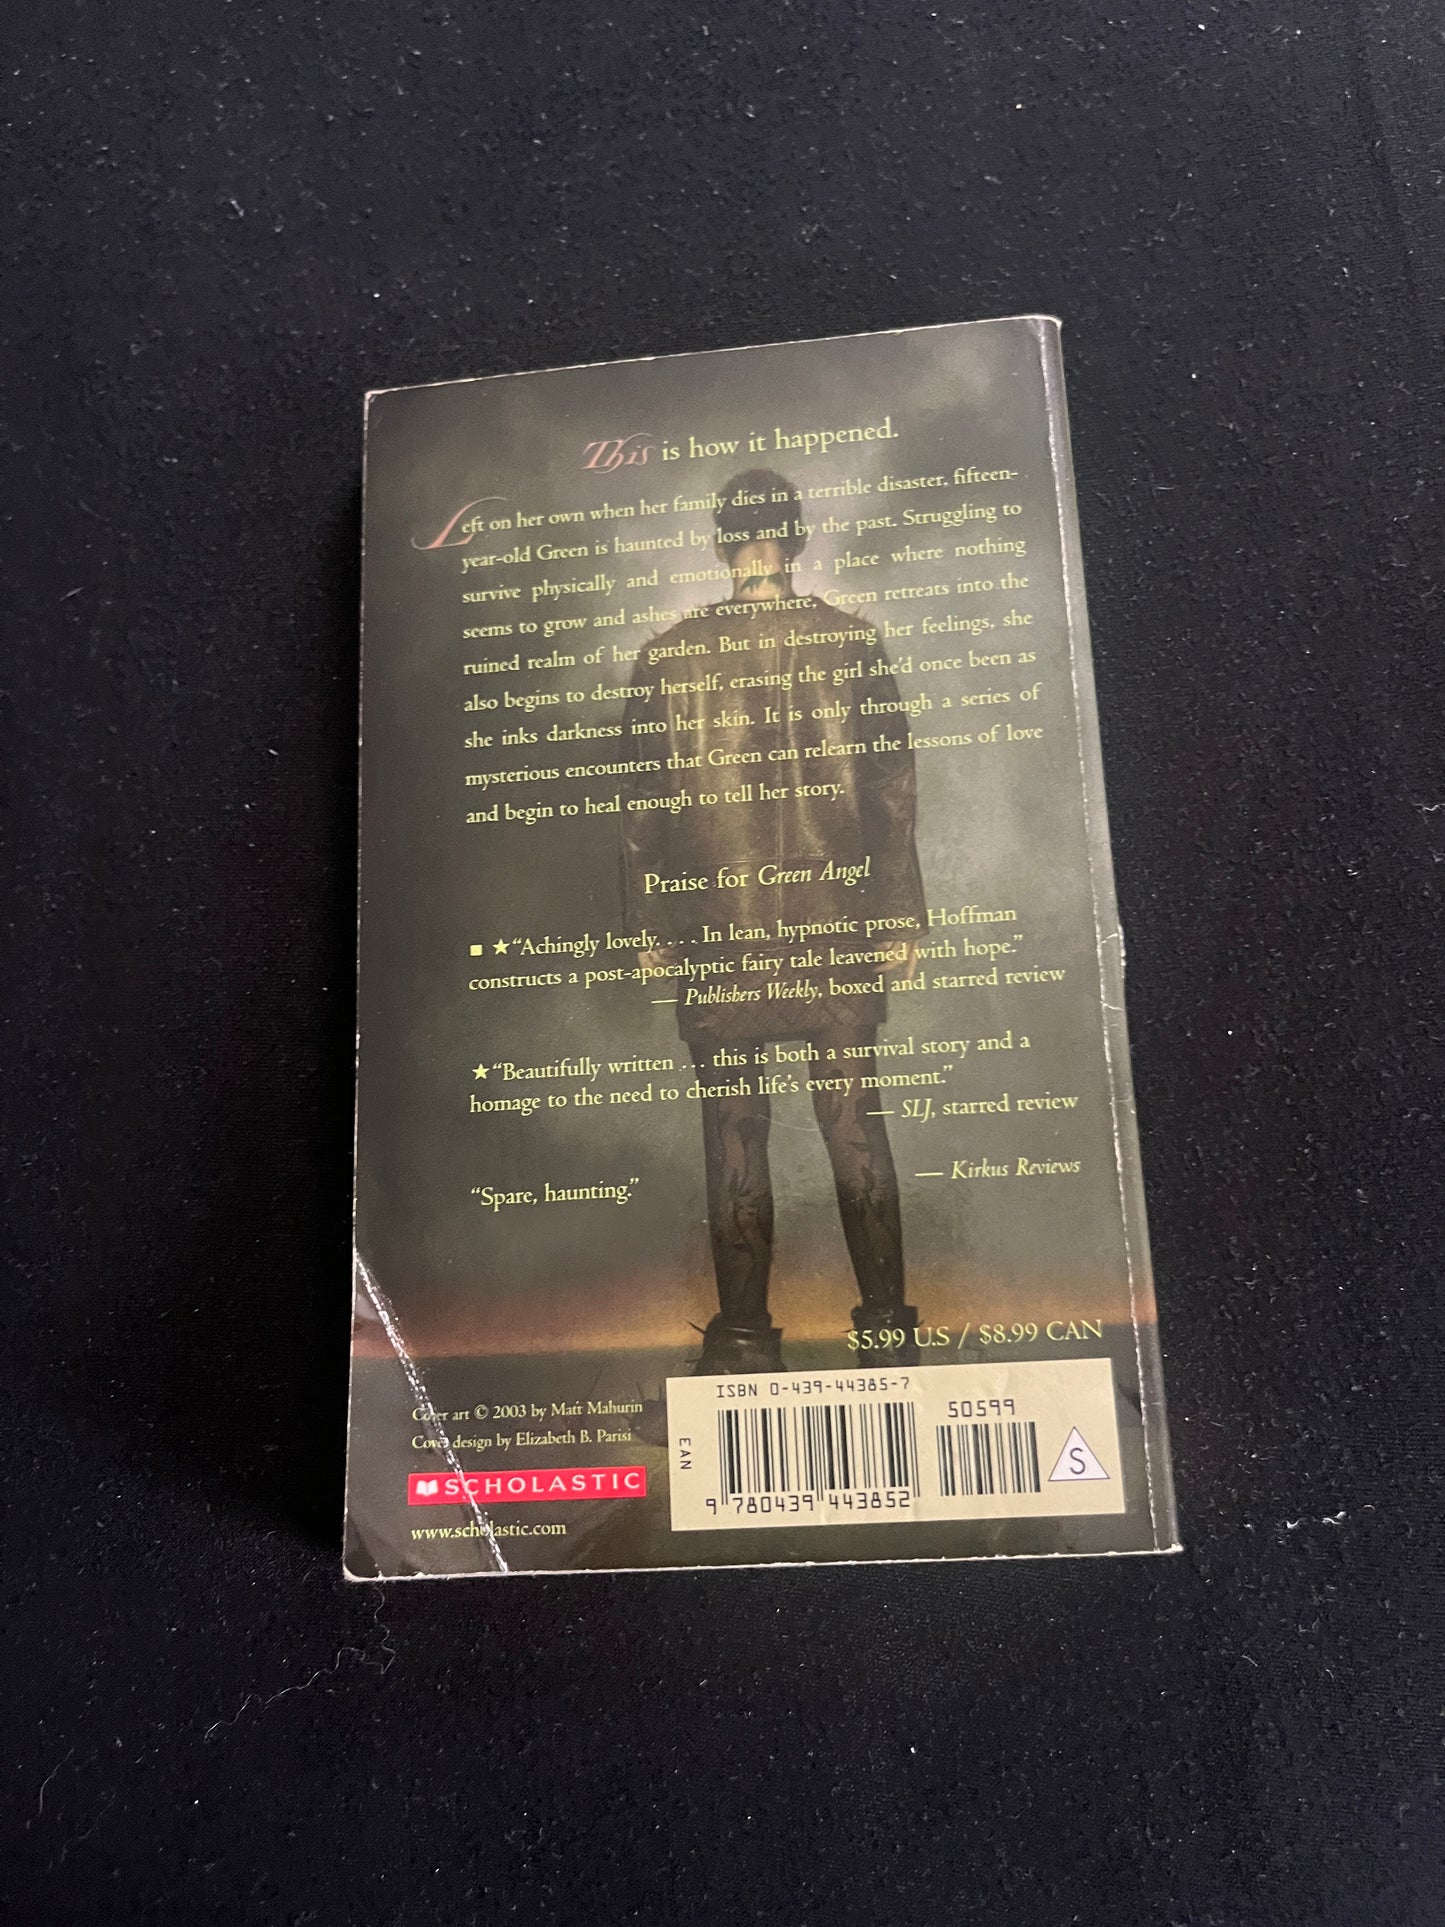 This is how it happened.
Left on her own when her family dies in a terrible disaster, fifteen-
year-old Green is haunted by loss and by the past. Struggling to
survive physically and emotionally in a place where nothing
seems to grow and ashes are everywhere, Green retreats into the
ruined realm of her garden. But in destroying her feelings, she
also begins to destroy herself, erasing the girl she'd once been as
she inks darkness into her skin. It is only through a series of
mysterious encounters that Green can relearn the lessons of love
and begin to heal enough to tell her story.
Praise for Green Angel
■ ★“Achingly lovely. . . . In lean, hypnotic prose, Hoffman
constructs a post-apocalyptic fairy tale leavened with hope.”
— Publishers Weekly, boxed and starred review
★“Beautifully written . . . this is both a survival story and a
homage to the need to cherish life's every moment.”
— SLJ, starred review
“Spare, haunting.”
— Kirkus Reviews
$5.99 U.S / $8.99 CAN
Cover art © 2003 by Matt Mahurin
Cover design by Elizabeth B. Parisi
SCHOLASTIC
www.scholastic.com
ISBN 0-439-44385-7
50599
EAN
S
9 780439 443852